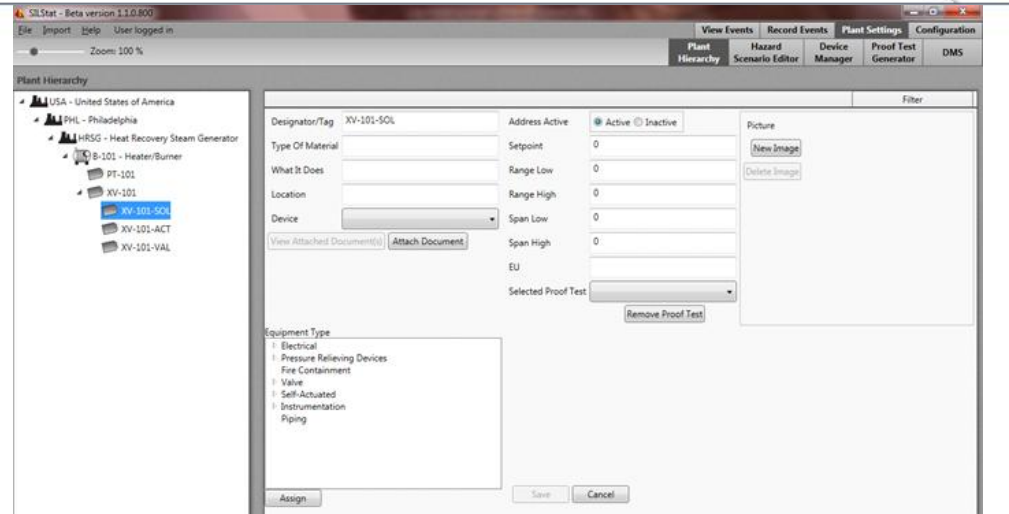 SILStat - Beta version 1.1.0.800
File Import Help User logged in
View Events Record Events Plant Settings Configuration
Zoom: 100 %
Plant Hierarchy Hazard Scenario Editor Device Manager Proof Test Generator DMS
Plant Hierarchy
USA - United States of America
PHL - Philadelphia
HRSG - Heat Recovery Steam Generator
B-101 - Heater/Burner
PT-101
XV-101
XV-101-SOL
XV-101-ACT
XV-101-VAL
Filter
Designator/Tag XV-101-SOL Address Active Active Inactive Picture
Type Of Material Setpoint 0 New Image
What It Does Range Low 0 Delete Image
Location Range High 0
Device Span Low 0
View Attached Document(s) Attach Document Span High 0
EU
Selected Proof Test
Remove Proof Test
Equipment Type
Electrical
Pressure Relieving Devices
Fire Containment
Valve
Self-Actuated
Instrumentation
Piping
Assign Save Cancel